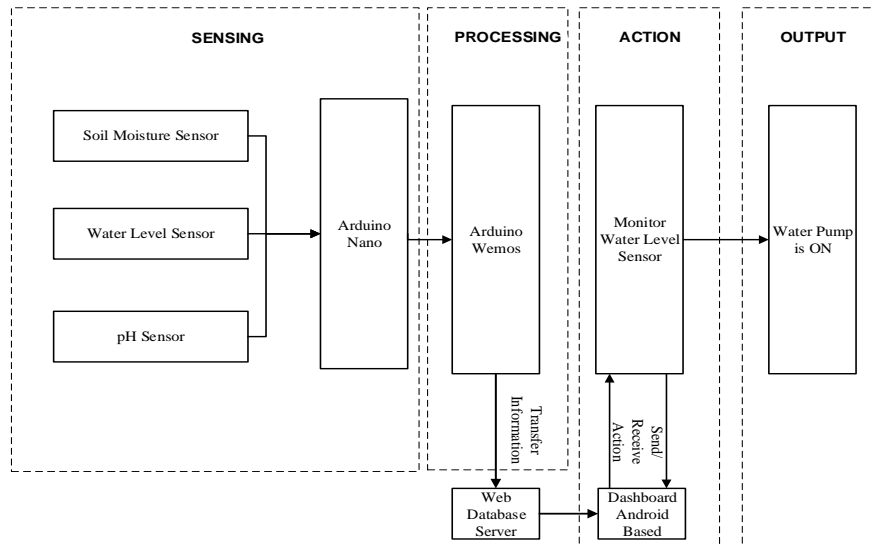 SENSING
PROCESSING
ACTION
OUTPUT
Soil Moisture Sensor
Water Level Sensor
pH Sensor
Arduino
Nano
Arduino
Wemos
Monitor
Water Level
Sensor
Water Pump
is ON
Transfer
Information
Send/
Receive
Action
Web
Database
Server
Dashboard
Android
Based